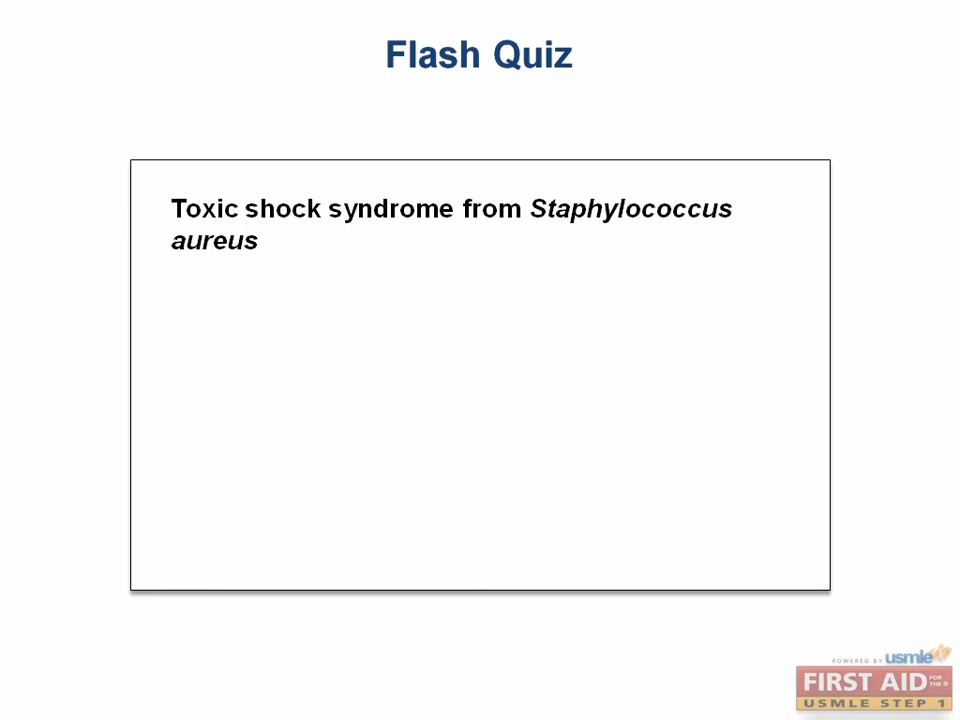 Flash Quiz
Toxic shock syndrome from Staphylococcus
aureus
POWERED BY usmle
FIRST AID FOR THE®
USMLE STEP 1